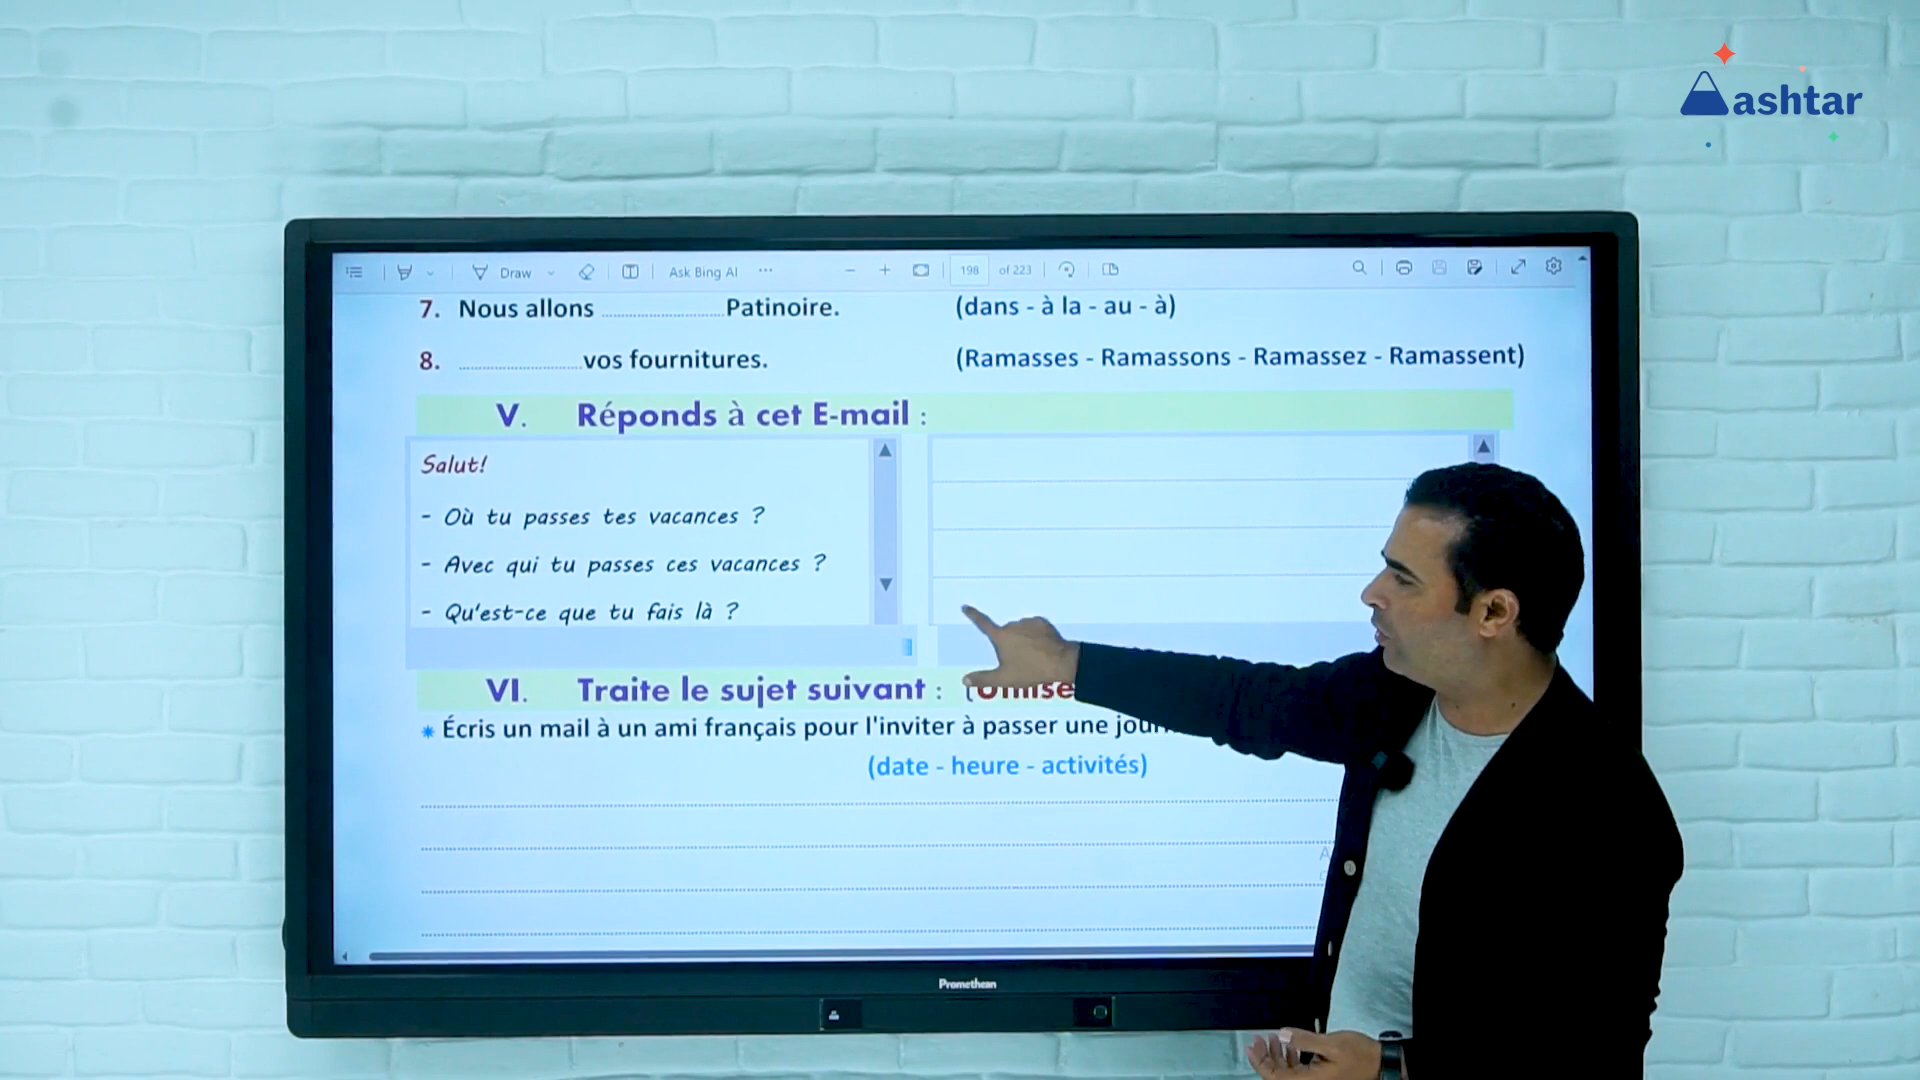 ashtar
Draw Ask Bing AI ... 198 of 223
7. Nous allons ........................ Patinoire. (dans - à la - au - à)
8. ........................ vos fournitures. (Ramasses - Ramassons - Ramassez - Ramassent)
V. Réponds à cet E-mail :
Salut!
- Où tu passes tes vacances ?
- Avec qui tu passes ces vacances ?
- Qu'est-ce que tu fais là ?
VI. Traite le sujet suivant :
Écris un mail à un ami français pour l'inviter à passer une
(date - heure - activités)
Promethean